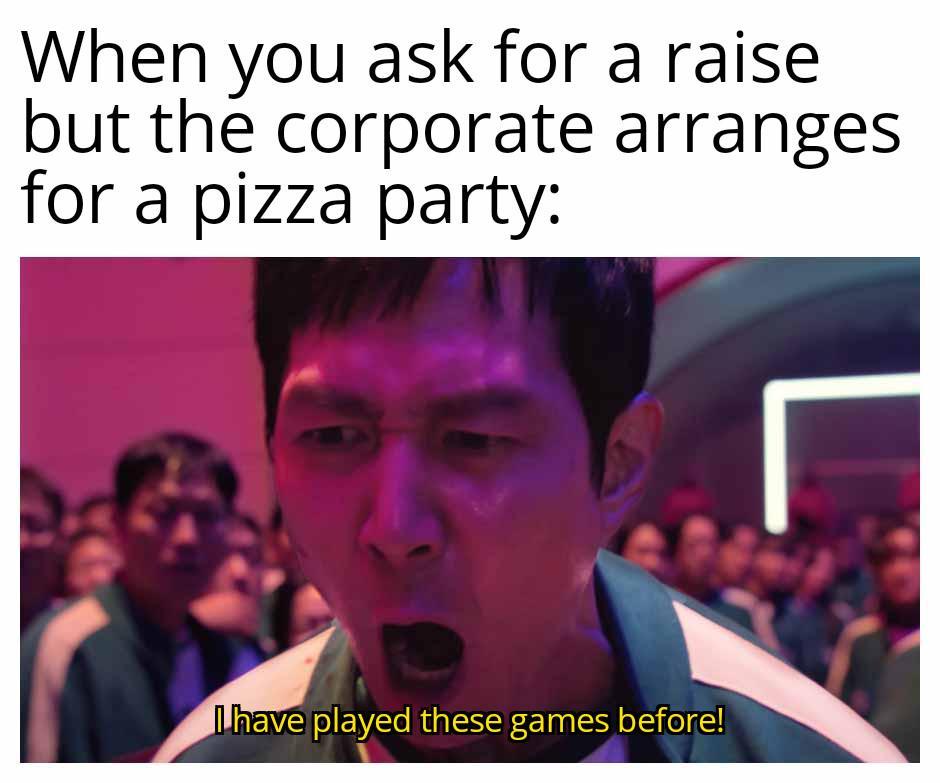 When you ask for a raise
but the corporate arranges
for a pizza party:
I have played these games before!